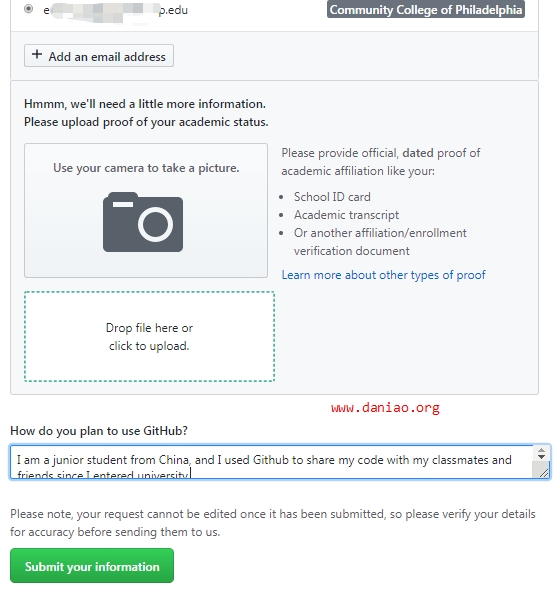 e p.edu
Community College of Philadelphia
+ Add an email address
Hmmm, we'll need a little more information.
Please upload proof of your academic status.
Use your camera to take a picture.
Please provide official, dated proof of
academic affiliation like your:
School ID card
Academic transcript
Or another affiliation/enrollment
verification document
Learn more about other types of proof
Drop file here or
click to upload.
www.daniao.org
How do you plan to use GitHub?
I am a junior student from China, and I used Github to share my code with my classmates and
friends since I entered university
Please note, your request cannot be edited once it has been submitted, so please verify your details
for accuracy before sending them to us.
Submit your information